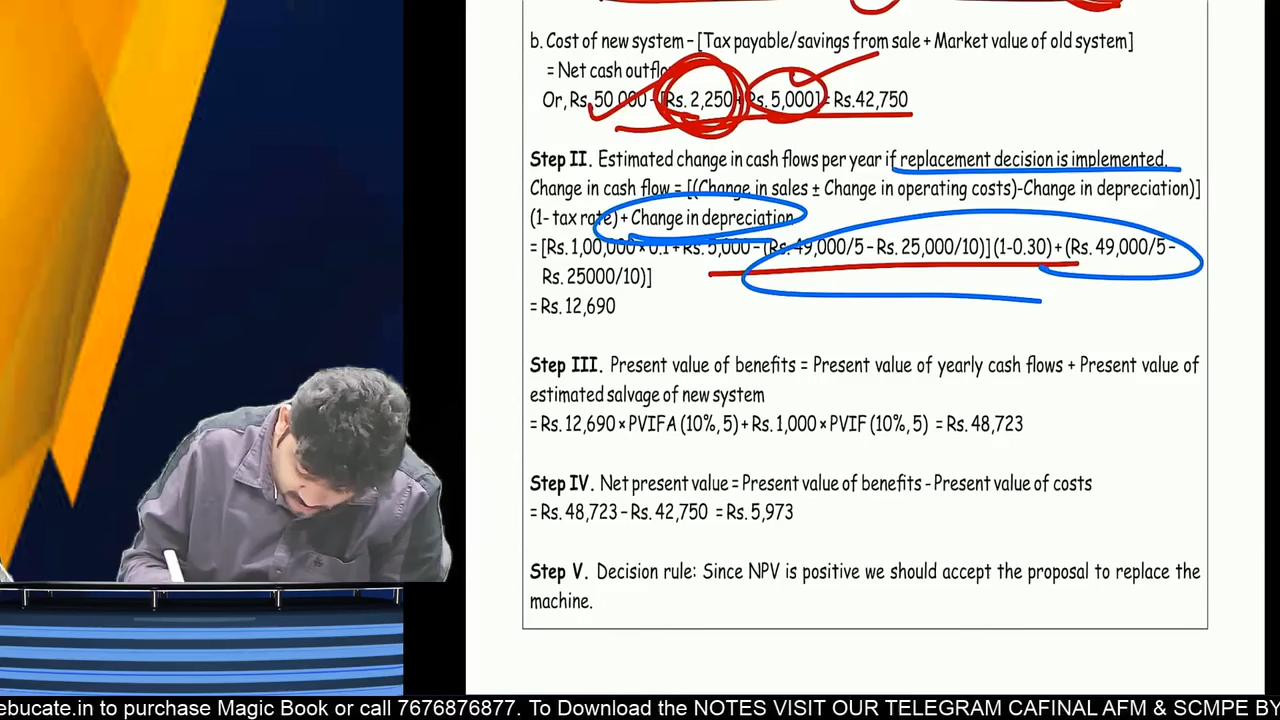 b. Cost of new system – [Tax payable/savings from sale + Market value of old system]
= Net cash outflo
Or, Rs. 50 000 – [Rs. 2,250+ Rs. 5,000] = Rs.42,750
Step II. Estimated change in cash flows per year if replacement decision is implemented.
Change in cash flow = [(Change in sales ± Change in operating costs)-Change in depreciation)]
(1- tax rate) + Change in depreciation
= [Rs. 1,00,000 × 0.1 + Rs. 5,000 – (Rs. 49,000/5 – Rs. 25,000/10)] (1-0.30) + (Rs. 49,000/5 –
Rs. 25000/10)]
= Rs. 12,690
Step III. Present value of benefits = Present value of yearly cash flows + Present value of
estimated salvage of new system
= Rs. 12,690 × PVIFA (10%, 5) + Rs. 1,000 × PVIF (10%, 5) = Rs. 48,723
Step IV. Net present value = Present value of benefits - Present value of costs
= Rs. 48,723 – Rs. 42,750 = Rs. 5,973
Step V. Decision rule: Since NPV is positive we should accept the proposal to replace the
machine.
ebucate.in to purchase Magic Book or call 7676876877. To Download the NOTES VISIT OUR TELEGRAM CAFINAL AFM & SCMPE BY